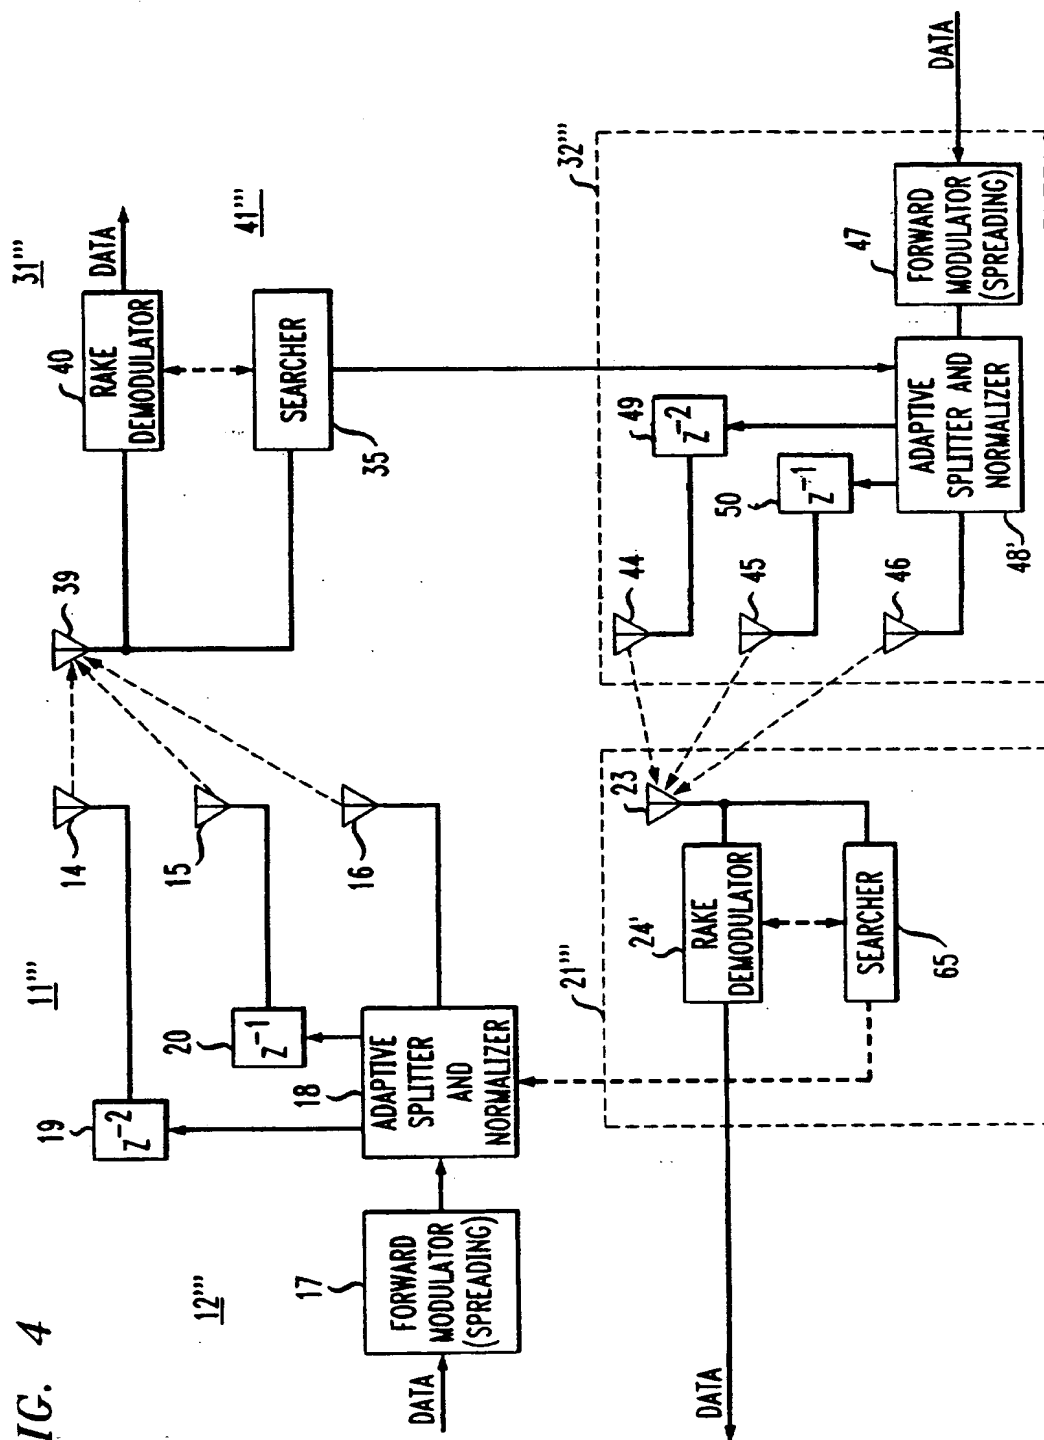 IG. 4
12'''
11'''
DATA
17
FORWARD
MODULATOR
(SPREADING)
18
ADAPTIVE
SPLITTER
AND
NORMALIZER
19
Z⁻²
20
Z⁻¹
14
15
16
39
31'''
40
RAKE
DEMODULATOR
DATA
41'''
SEARCHER
35
21'''
23
24'
RAKE
DEMODULATOR
SEARCHER
65
DATA
32'''
44
45
46
49
Z⁻²
50
Z⁻¹
ADAPTIVE
SPLITTER AND
NORMALIZER
48'
47
FORWARD
MODULATOR
(SPREADING)
DATA